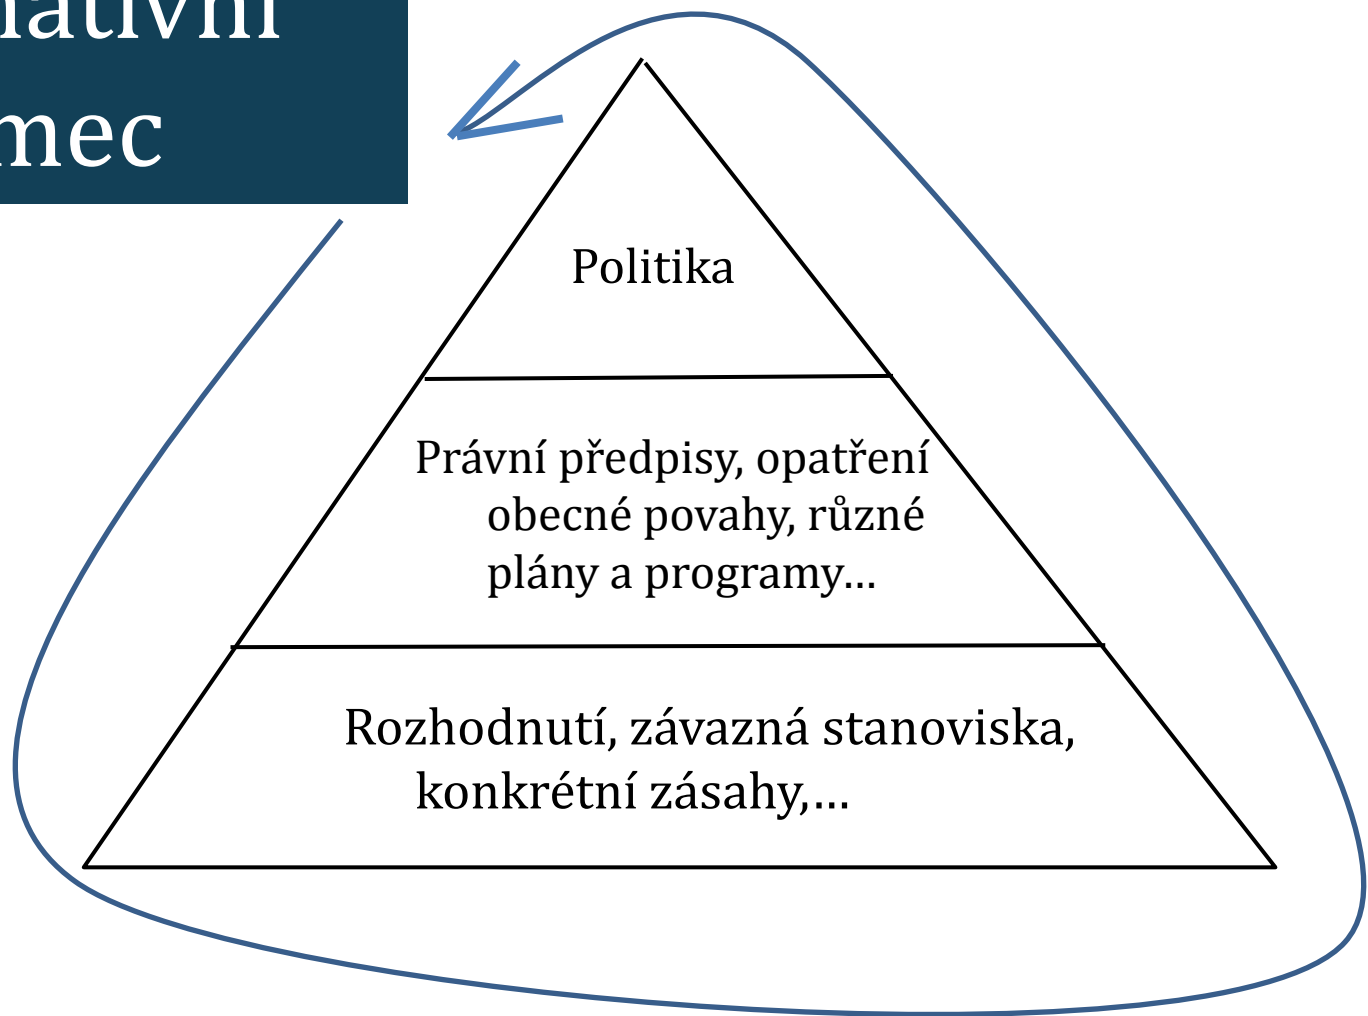 mec
Politika
Právní předpisy, opatření
obecné povahy, různé
plány a programy...
Rozhodnutí, závazná stanoviska,
konkrétní zásahy,...